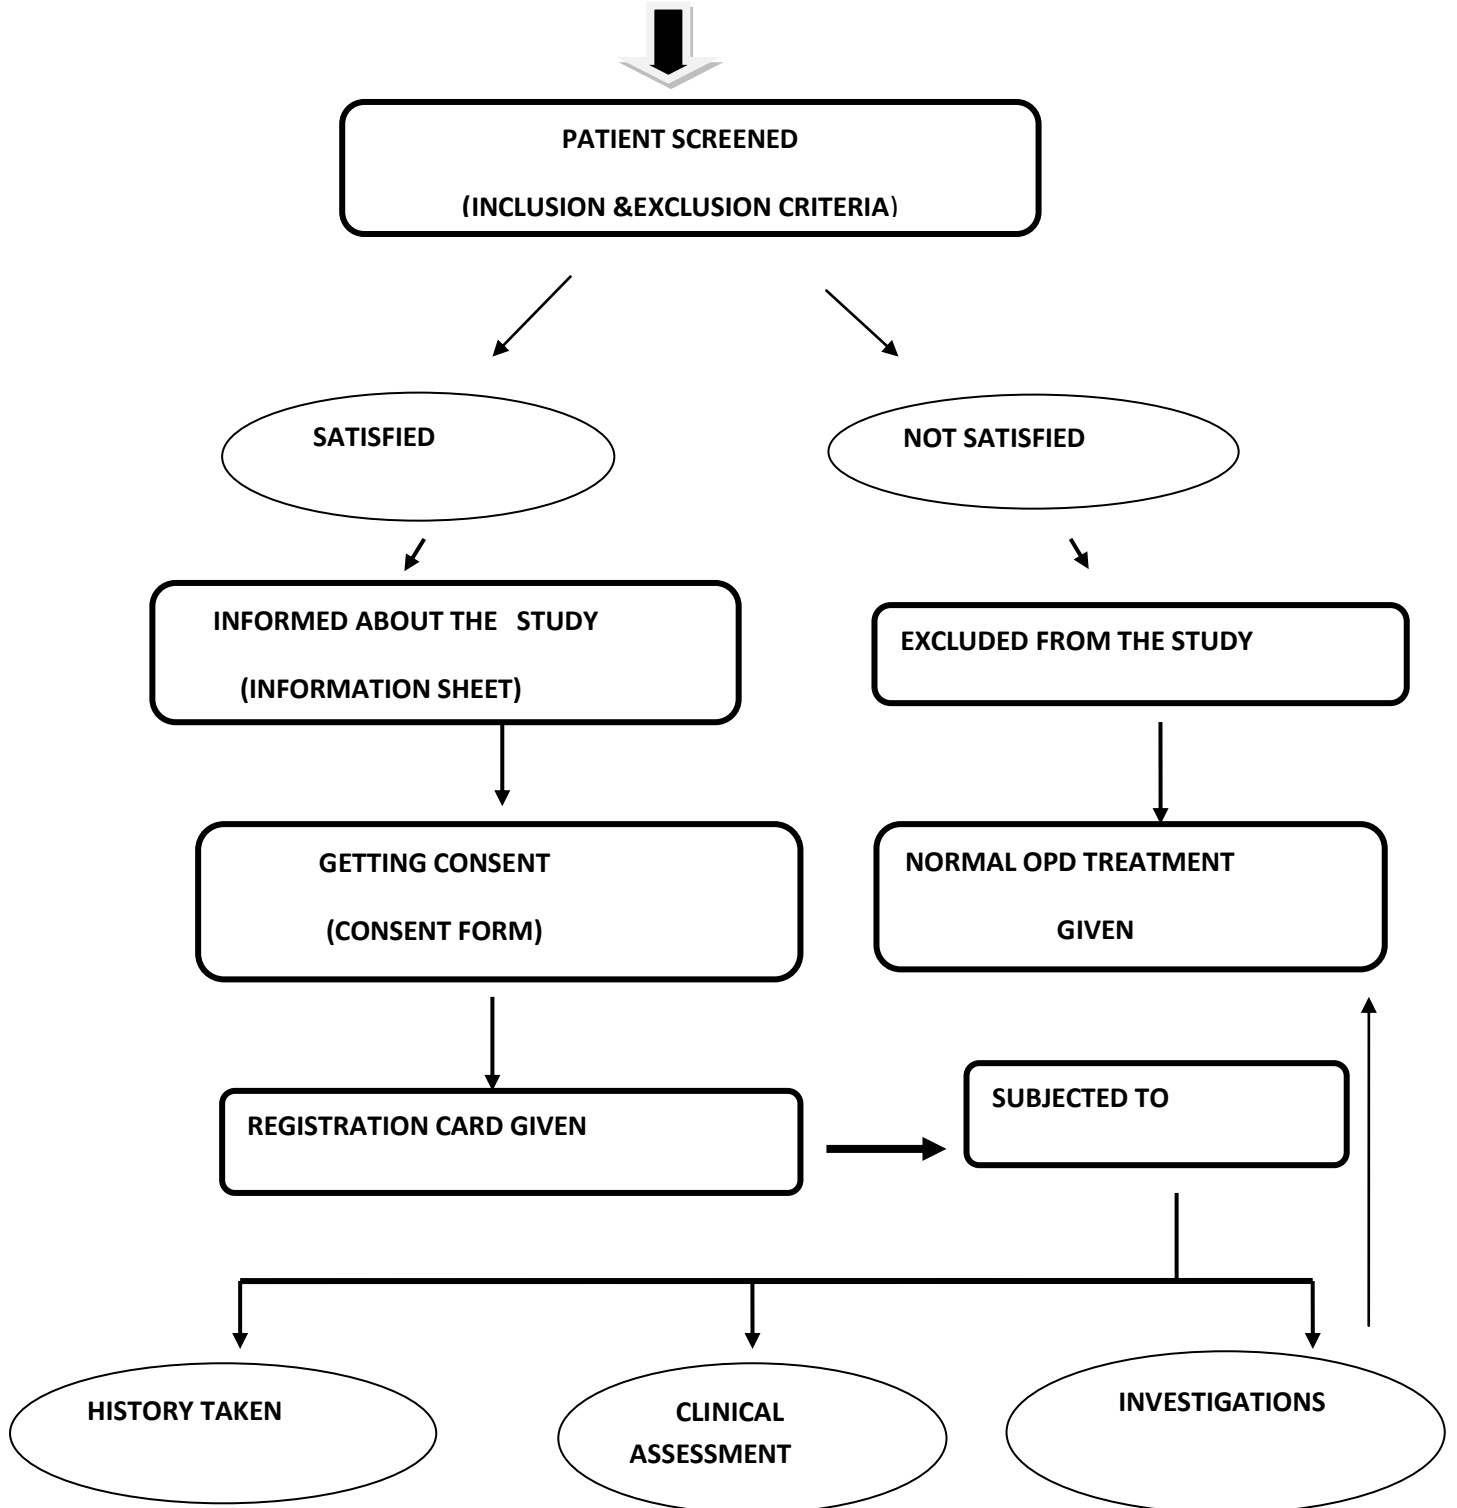 PATIENT SCREENED
(INCLUSION &EXCLUSION CRITERIA)
SATISFIED
NOT SATISFIED
INFORMED ABOUT THE STUDY
(INFORMATION SHEET)
EXCLUDED FROM THE STUDY
GETTING CONSENT
(CONSENT FORM)
NORMAL OPD TREATMENT
GIVEN
REGISTRATION CARD GIVEN
SUBJECTED TO
HISTORY TAKEN
CLINICAL
ASSESSMENT
INVESTIGATIONS